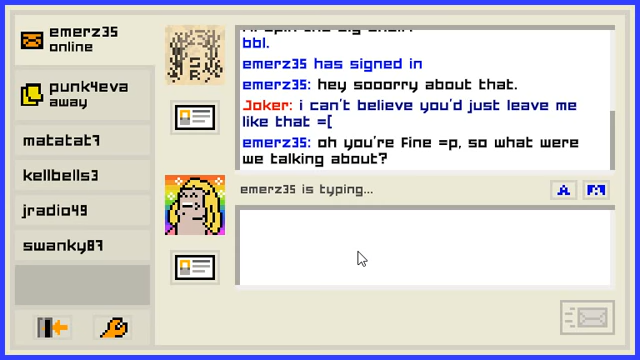 emerz35
online
punk4eva
away
matatat7
kellbells3
jradio49
swanky87
bbl.
emerz35 has signed in
emerz35: hey sooorry about that.
Joker: i can't believe you'd just leave me
like that =[
emerz35: oh you're fine =p, so what were
we talking about?
emerz35 is typing...
A
SR